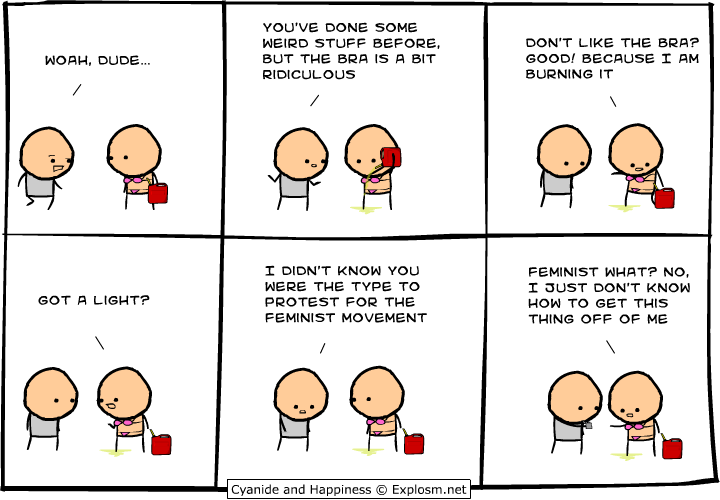 WOAH, DUDE...
YOU'VE DONE SOME
WEIRD STUFF BEFORE,
BUT THE BRA IS A BIT
RIDICULOUS
DON'T LIKE THE BRA?
GOOD! BECAUSE I AM
BURNING IT
GOT A LIGHT?
I DIDN'T KNOW YOU
WERE THE TYPE TO
PROTEST FOR THE
FEMINIST MOVEMENT
FEMINIST WHAT? NO,
I JUST DON'T KNOW
HOW TO GET THIS
THING OFF OF ME
Cyanide and Happiness © Explosm.net